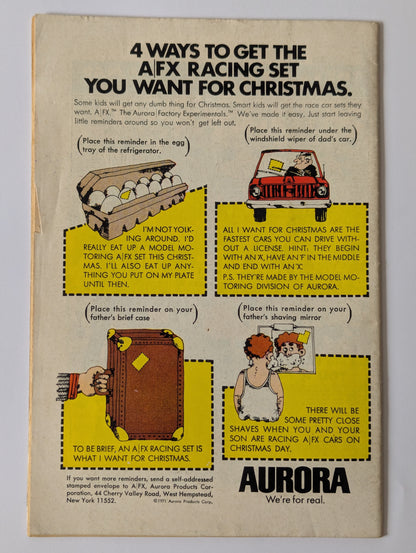 4 WAYS TO GET THE
A/FX RACING SET
YOU WANT FOR CHRISTMAS.
Some kids will get any dumb thing for Christmas. Smart kids will get the race car sets they
want. A/FX.™ The Aurora/Factory Experimentals.™ We've made it easy. Just start leaving
little reminders around so you won't get left out.
(Place this reminder in the egg
tray of the refrigerator.)
I'M NOT YOLK-
ING AROUND. I'D
REALLY EAT UP A MODEL MO-
TORING A/FX SET THIS CHRIST-
MAS. I'LL ALSO EAT UP ANY-
THING YOU PUT ON MY PLATE
UNTIL THEN.
(Place this reminder under the
windshield wiper of dad's car.)
ALL I WANT FOR CHRISTMAS ARE THE
FASTEST CARS YOU CAN DRIVE WITH-
OUT A LICENSE. HINT: THEY BEGIN
WITH AN 'A', HAVE AN 'F' IN THE MIDDLE
AND END WITH AN 'X'.
P.S. THEY'RE MADE BY THE MODEL MO-
TORING DIVISION OF AURORA.
(Place this reminder on your
father's brief case)
TO BE BRIEF, AN A/FX RACING SET IS
WHAT I WANT FOR CHRISTMAS.
(Place this reminder on your
father's shaving mirror)
THERE WILL BE
SOME PRETTY CLOSE
SHAVES WHEN YOU AND YOUR
SON ARE RACING A/FX CARS ON
CHRISTMAS DAY.
If you want more reminders, send a self-addressed
stamped envelope to A/FX, Aurora Products Cor-
poration, 44 Cherry Valley Road, West Hempstead,
New York 11552. ©1971 Aurora Products Corp.
AURORA
We're for real.